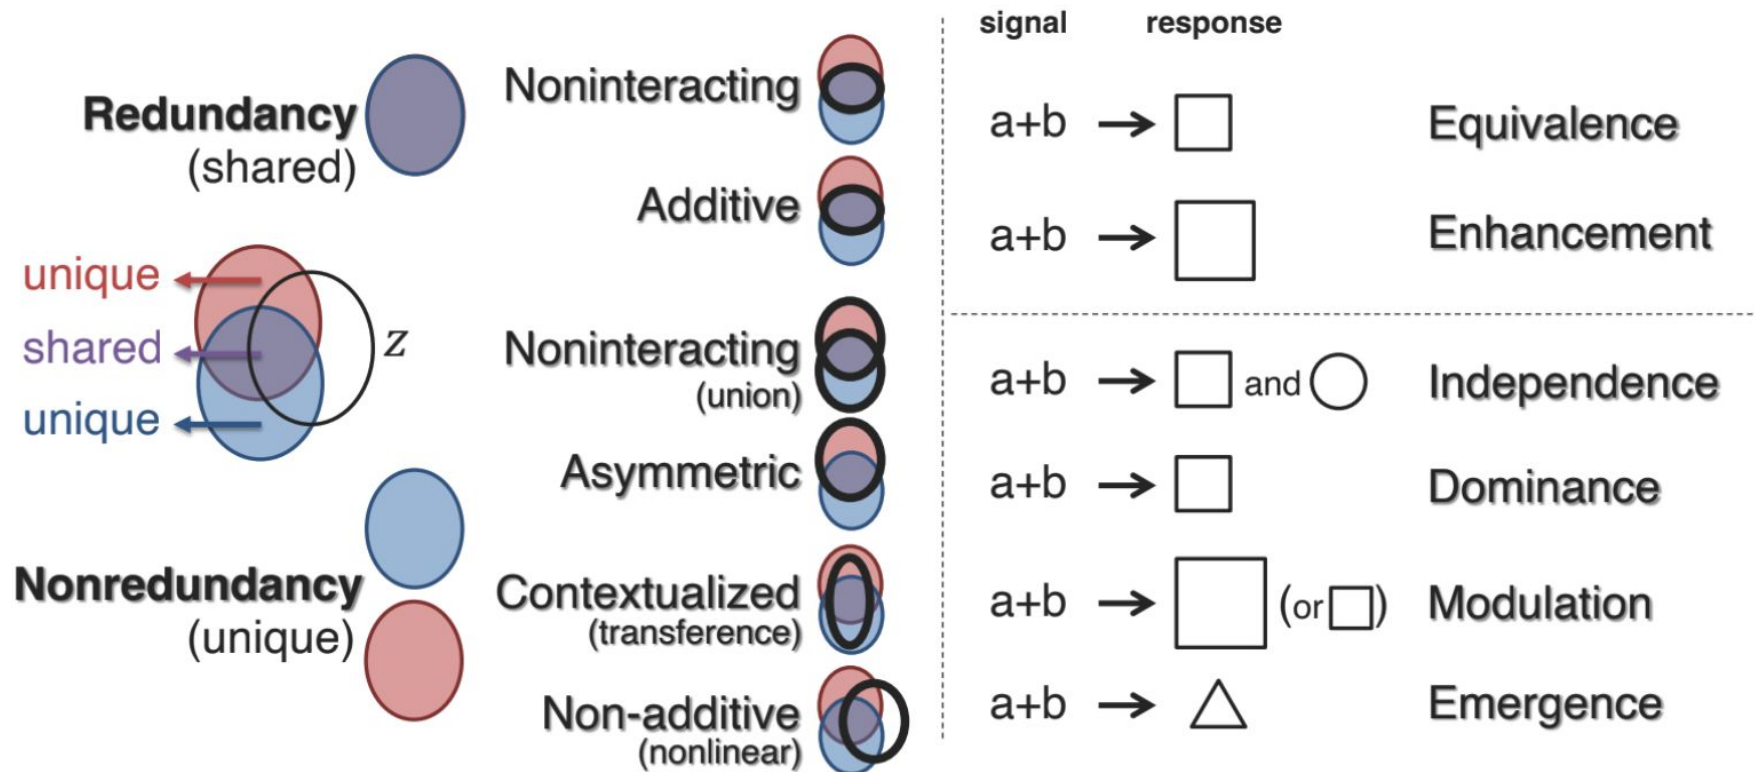 signal response
Redundancy
(shared)
unique
shared
unique
z
Nonredundancy
(unique)
Noninteracting
Additive
Noninteracting
(union)
Asymmetric
Contextualized
(transference)
Non-additive
(nonlinear)
a+b → Equivalence
a+b → Enhancement
a+b → and Independence
a+b → Dominance
a+b → (or ) Modulation
a+b → Emergence